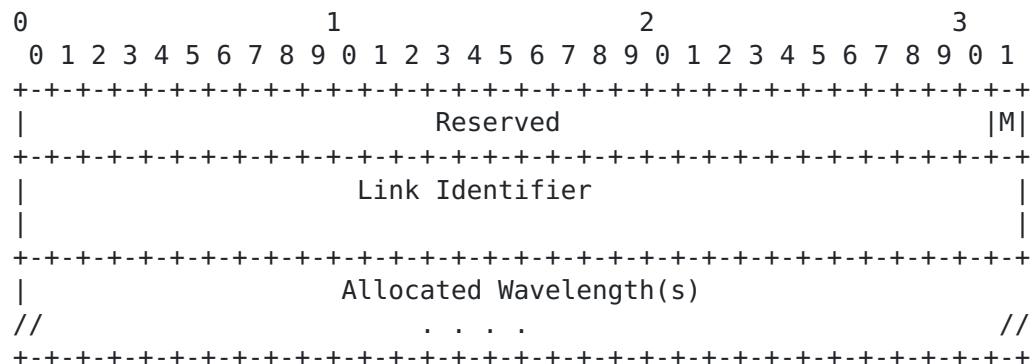 0                   1                   2                   3
 0 1 2 3 4 5 6 7 8 9 0 1 2 3 4 5 6 7 8 9 0 1 2 3 4 5 6 7 8 9 0 1
+-+-+-+-+-+-+-+-+-+-+-+-+-+-+-+-+-+-+-+-+-+-+-+-+-+-+-+-+-+-+-+-+
|                          Reserved                           |M|
+-+-+-+-+-+-+-+-+-+-+-+-+-+-+-+-+-+-+-+-+-+-+-+-+-+-+-+-+-+-+-+-+
|                     Link Identifier                           |
|                                                               |
+-+-+-+-+-+-+-+-+-+-+-+-+-+-+-+-+-+-+-+-+-+-+-+-+-+-+-+-+-+-+-+-+
|                    Allocated Wavelength(s)
//                        . . . .                              //
+-+-+-+-+-+-+-+-+-+-+-+-+-+-+-+-+-+-+-+-+-+-+-+-+-+-+-+-+-+-+-+-+